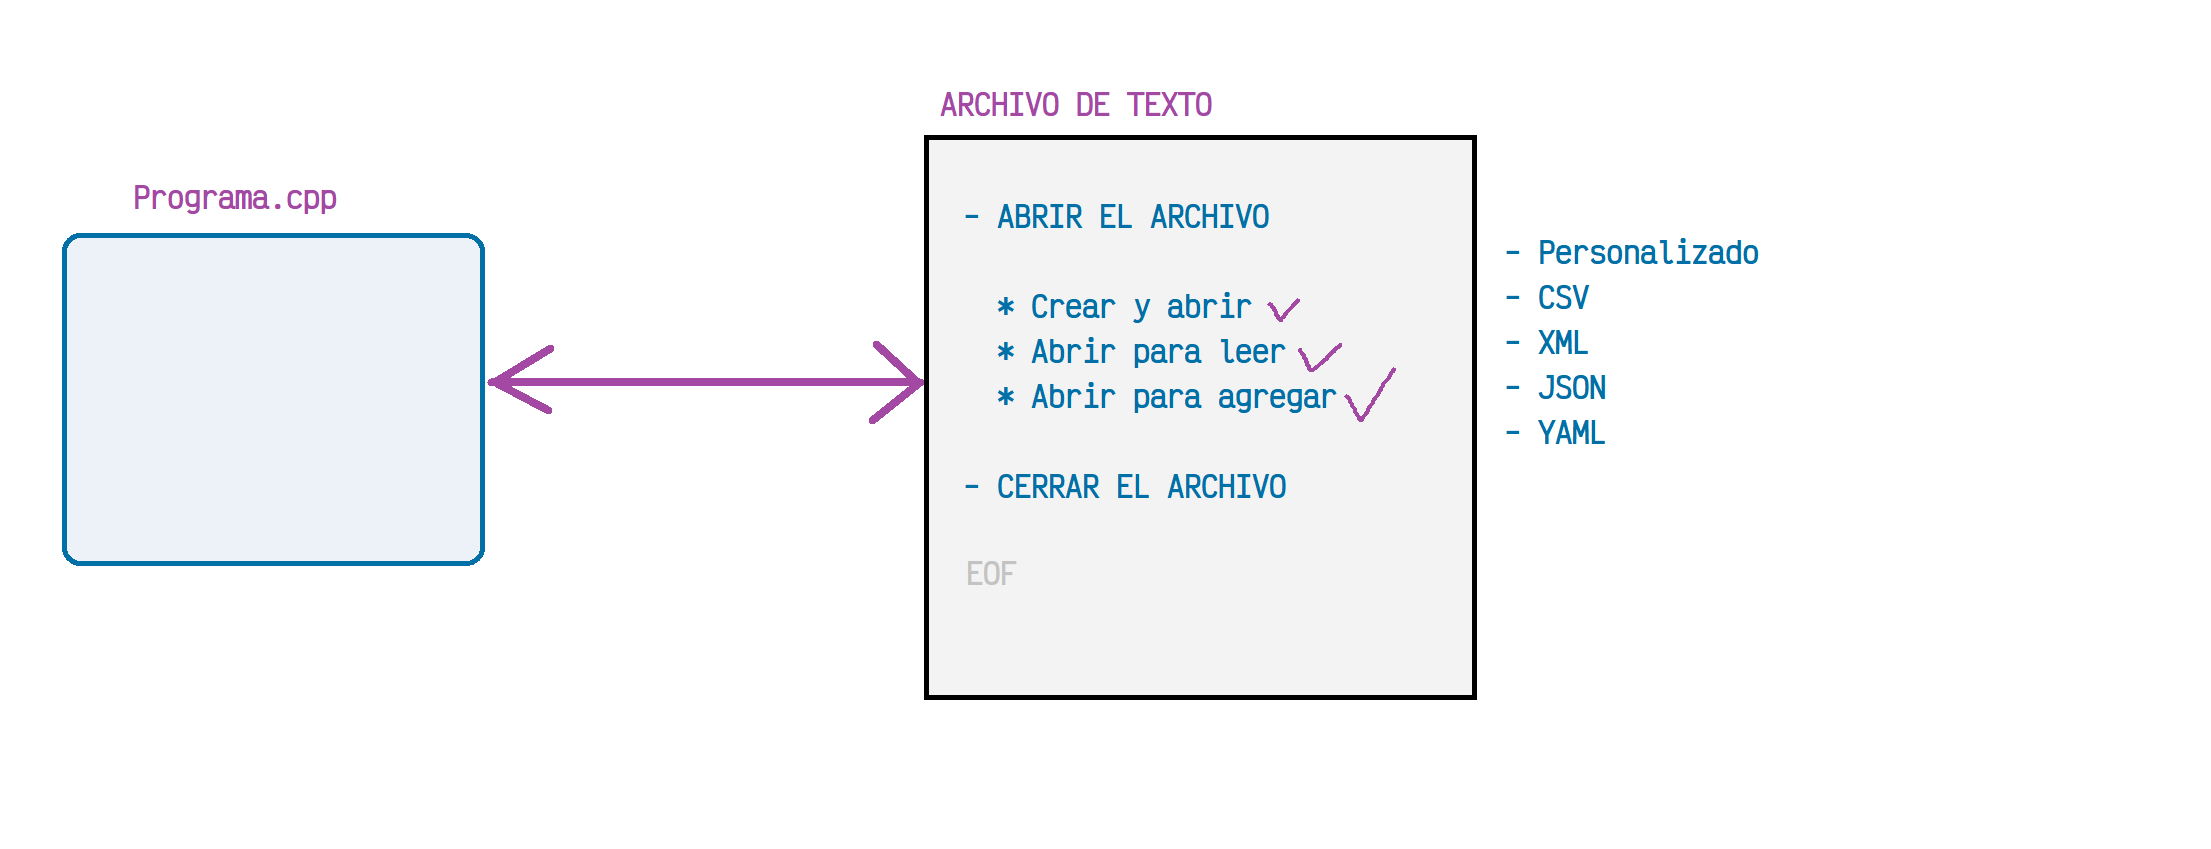 ARCHIVO DE TEXTO
Programa.cpp
- ABRIR EL ARCHIVO
* Crear y abrir
* Abrir para leer
* Abrir para agregar
- CERRAR EL ARCHIVO
EOF
- Personalizado
- CSV
- XML
- JSON
- YAML